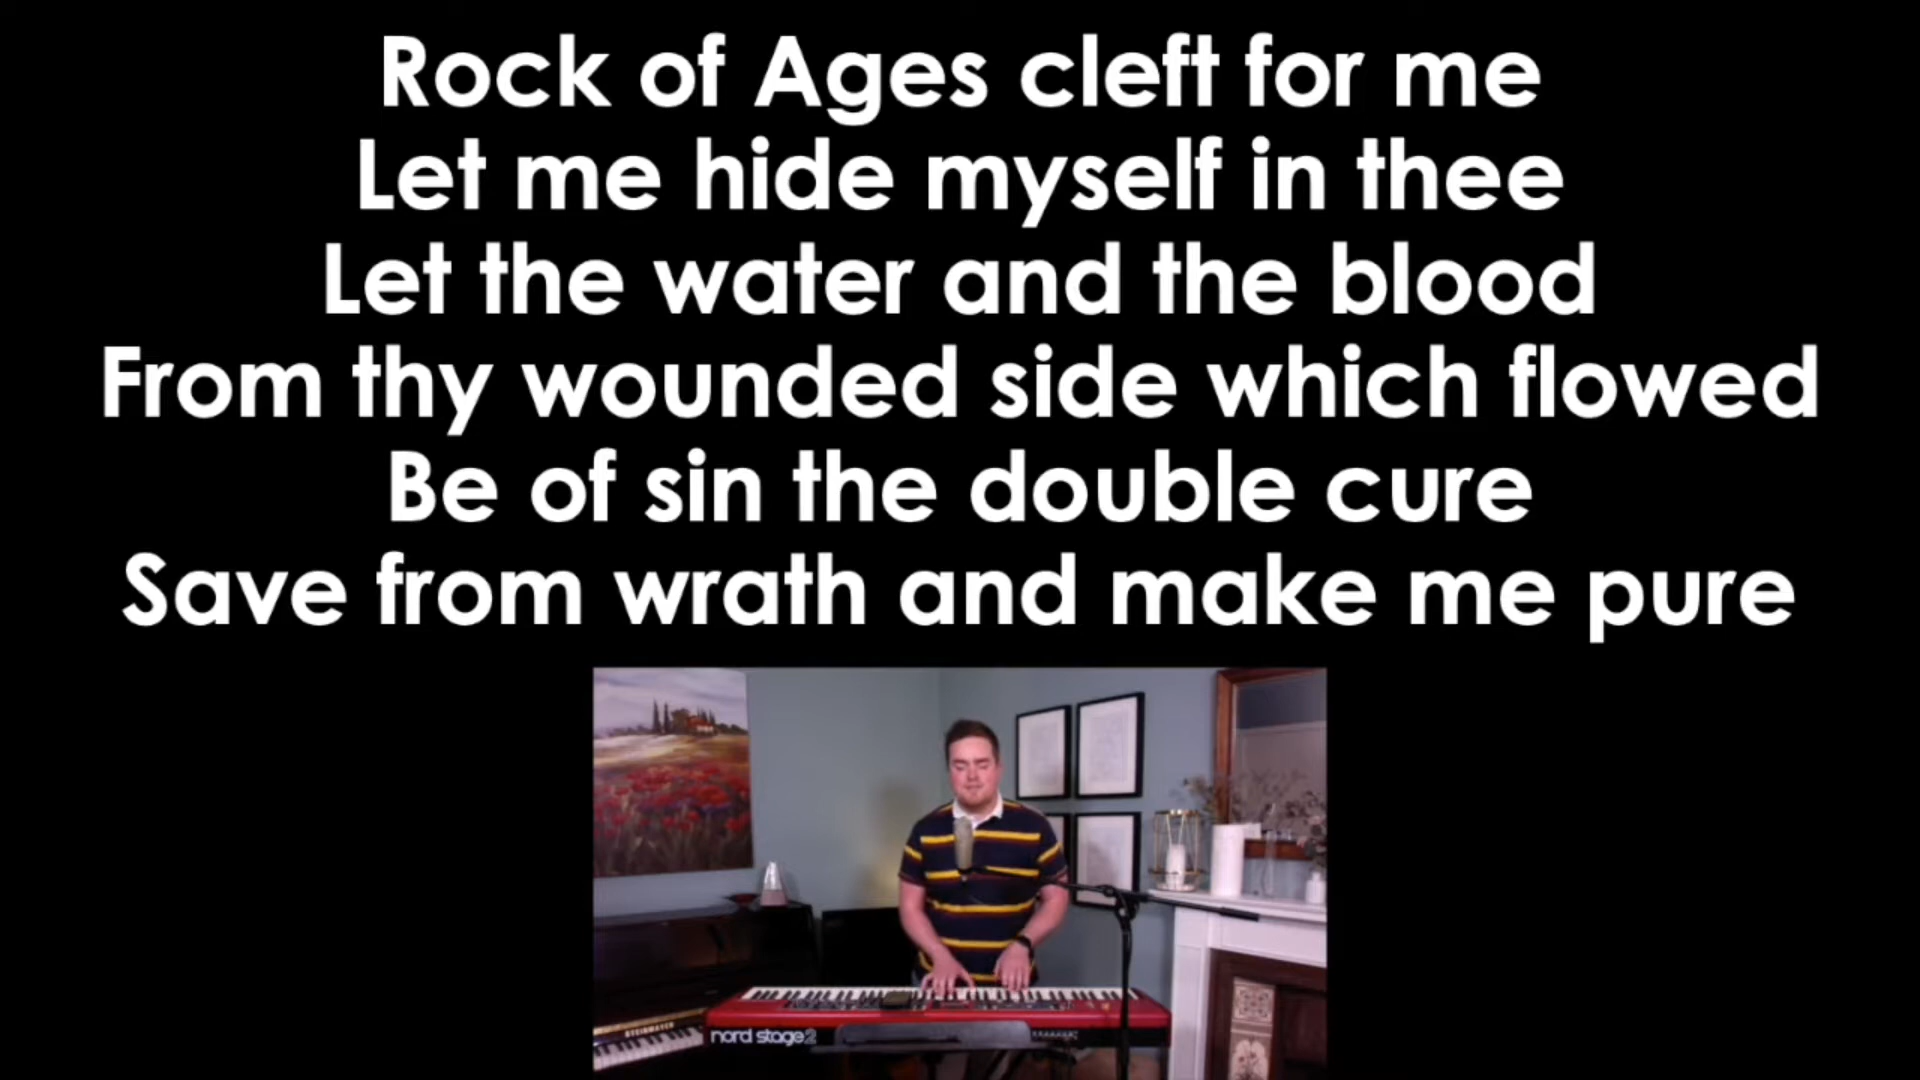 Rock of Ages cleft for me
Let me hide myself in thee
Let the water and the blood
From thy wounded side which flowed
Be of sin the double cure
Save from wrath and make me pure
STEINMAYER
nord stage2